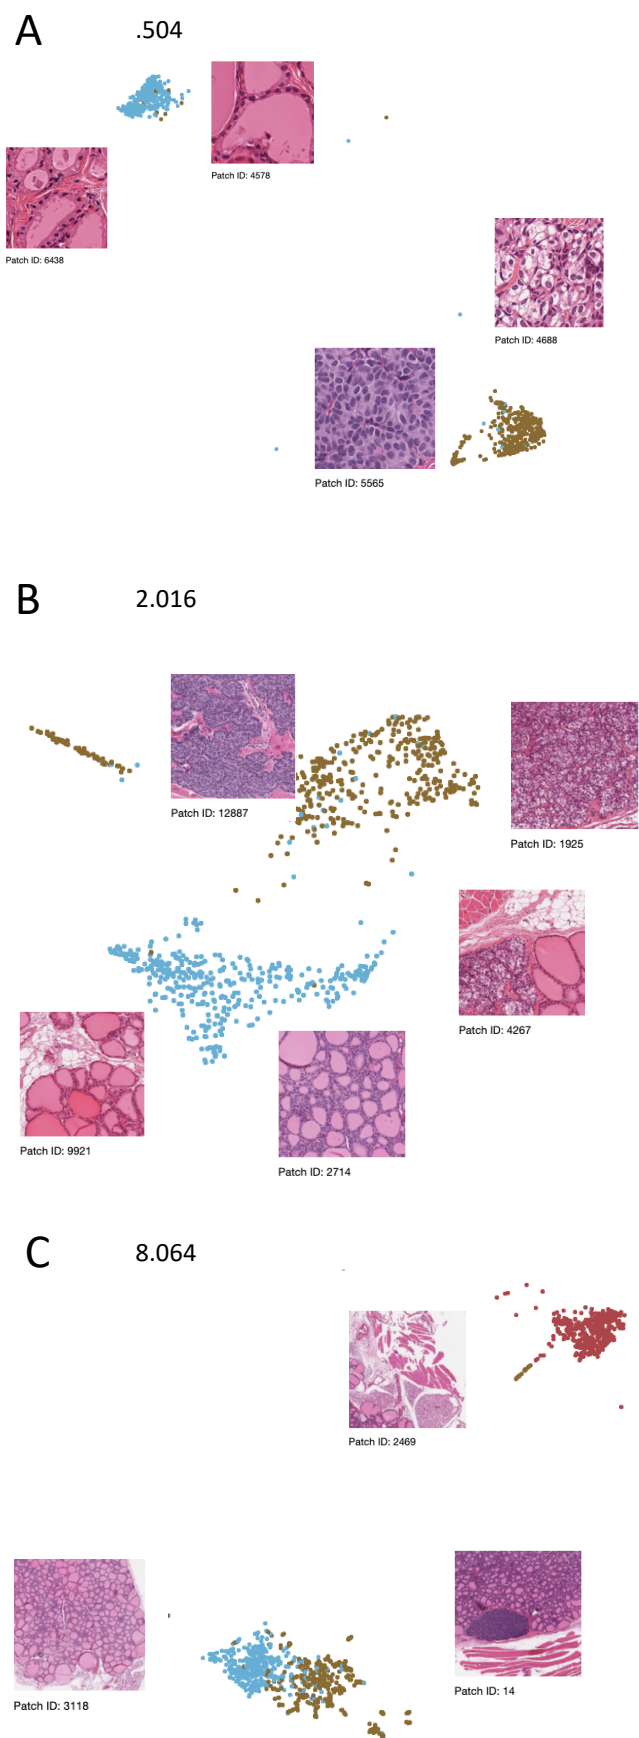 A
.504
Patch ID: 4578
Patch ID: 6438
Patch ID: 4688
Patch ID: 5565
B
2.016
Patch ID: 12887
Patch ID: 1925
Patch ID: 4267
Patch ID: 9921
Patch ID: 2714
C
8.064
Patch ID: 2469
Patch ID: 14
Patch ID: 3118